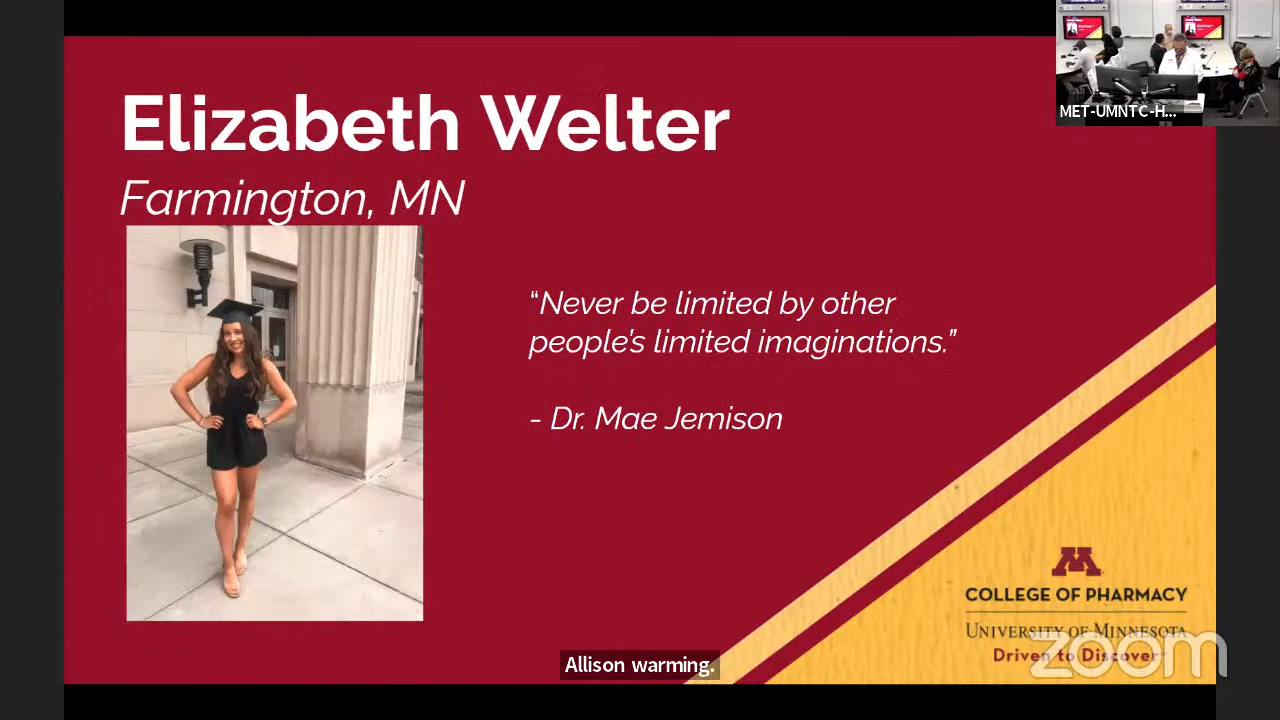 Elizabeth Welter
Farmington, MN
MET-UMNTC-H...
“Never be limited by other
people’s limited imaginations.”
- Dr. Mae Jemison
M
COLLEGE OF PHARMACY
UNIVERSITY OF MINNESOTA
Driven to Discover
zoom
Allison warming.